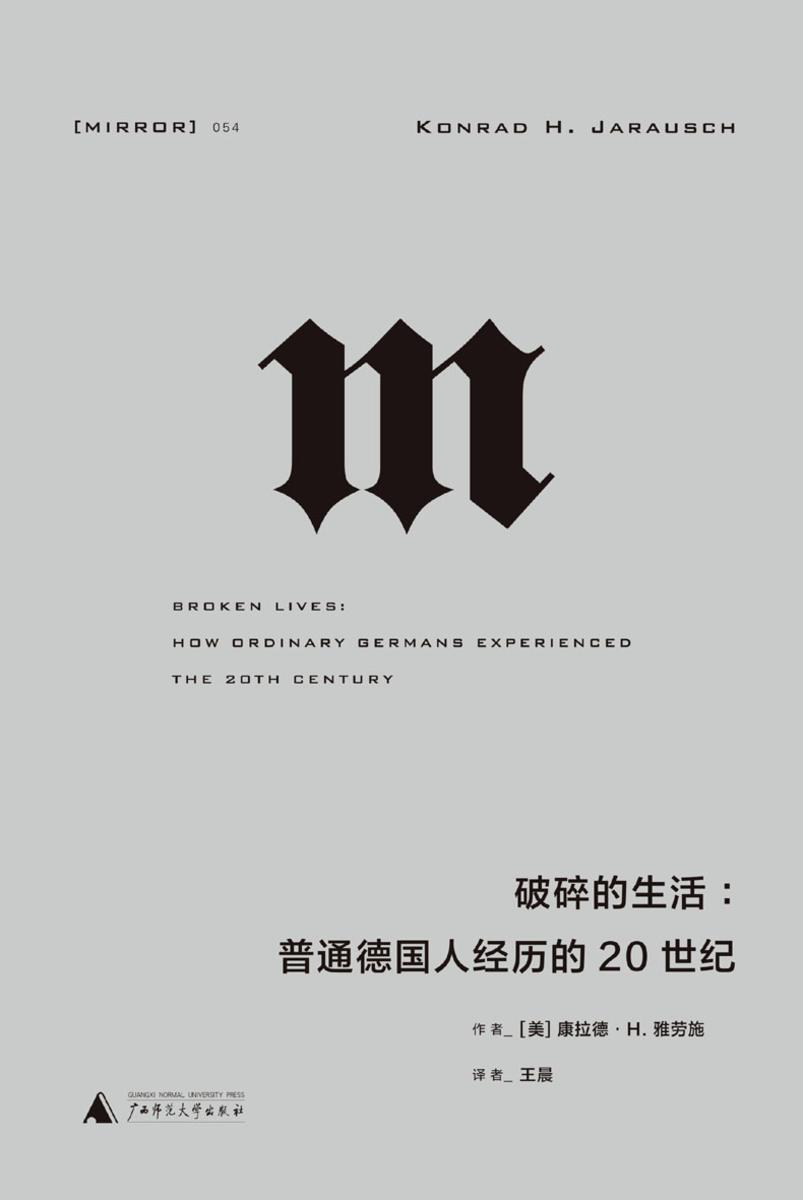 [MIRROR] 054
KONRAD H. JARAUSCH
m
BROKEN LIVES:
HOW ORDINARY GERMANS EXPERIENCED
THE 20TH CENTURY
破碎的生活：
普通德国人经历的 20 世纪
作者_ [美] 康拉德·H. 雅劳施
译者_ 王晨
GUANGXI NORMAL UNIVERSITY PRESS
广西师范大学出版社